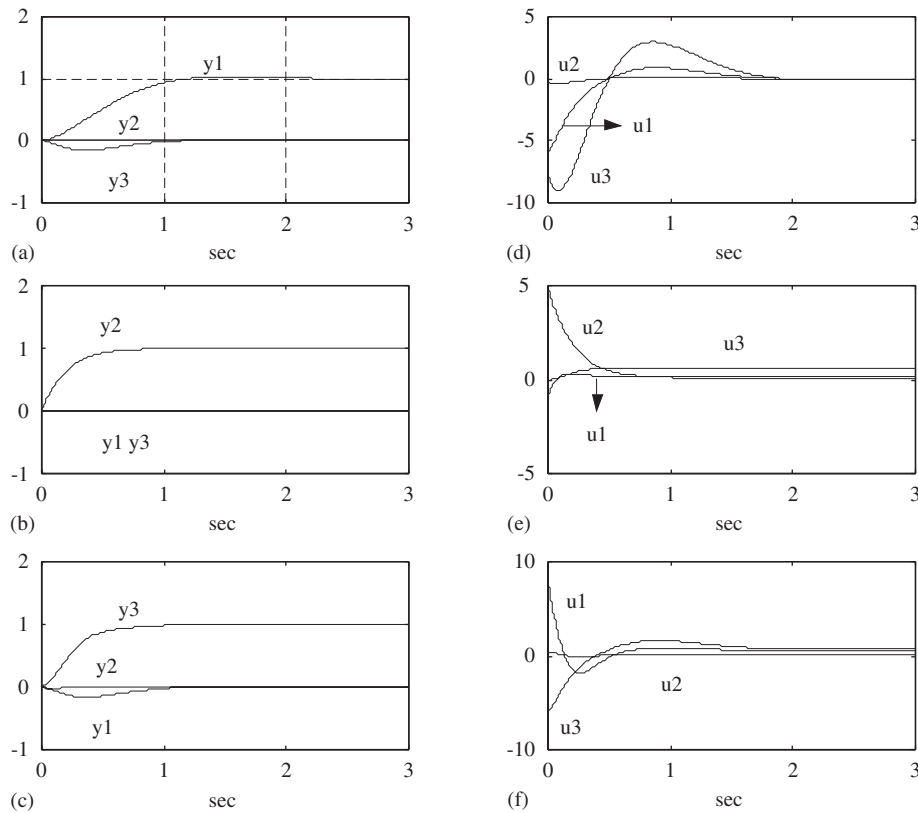 2
y1
1
y2
0
y3
-1
0 1 2 3
(a) sec
5
u2
0
u1
-5
u3
-10
0 1 2 3
(d) sec
2
y2
1
0
y1 y3
-1
0 1 2 3
(b) sec
5
u2
u3
0
u1
-5
0 1 2 3
(e) sec
2
y3
1
y2
0
y1
-1
0 1 2 3
(c) sec
10
u1
0
u2
u3
-10
0 1 2 3
(f) sec